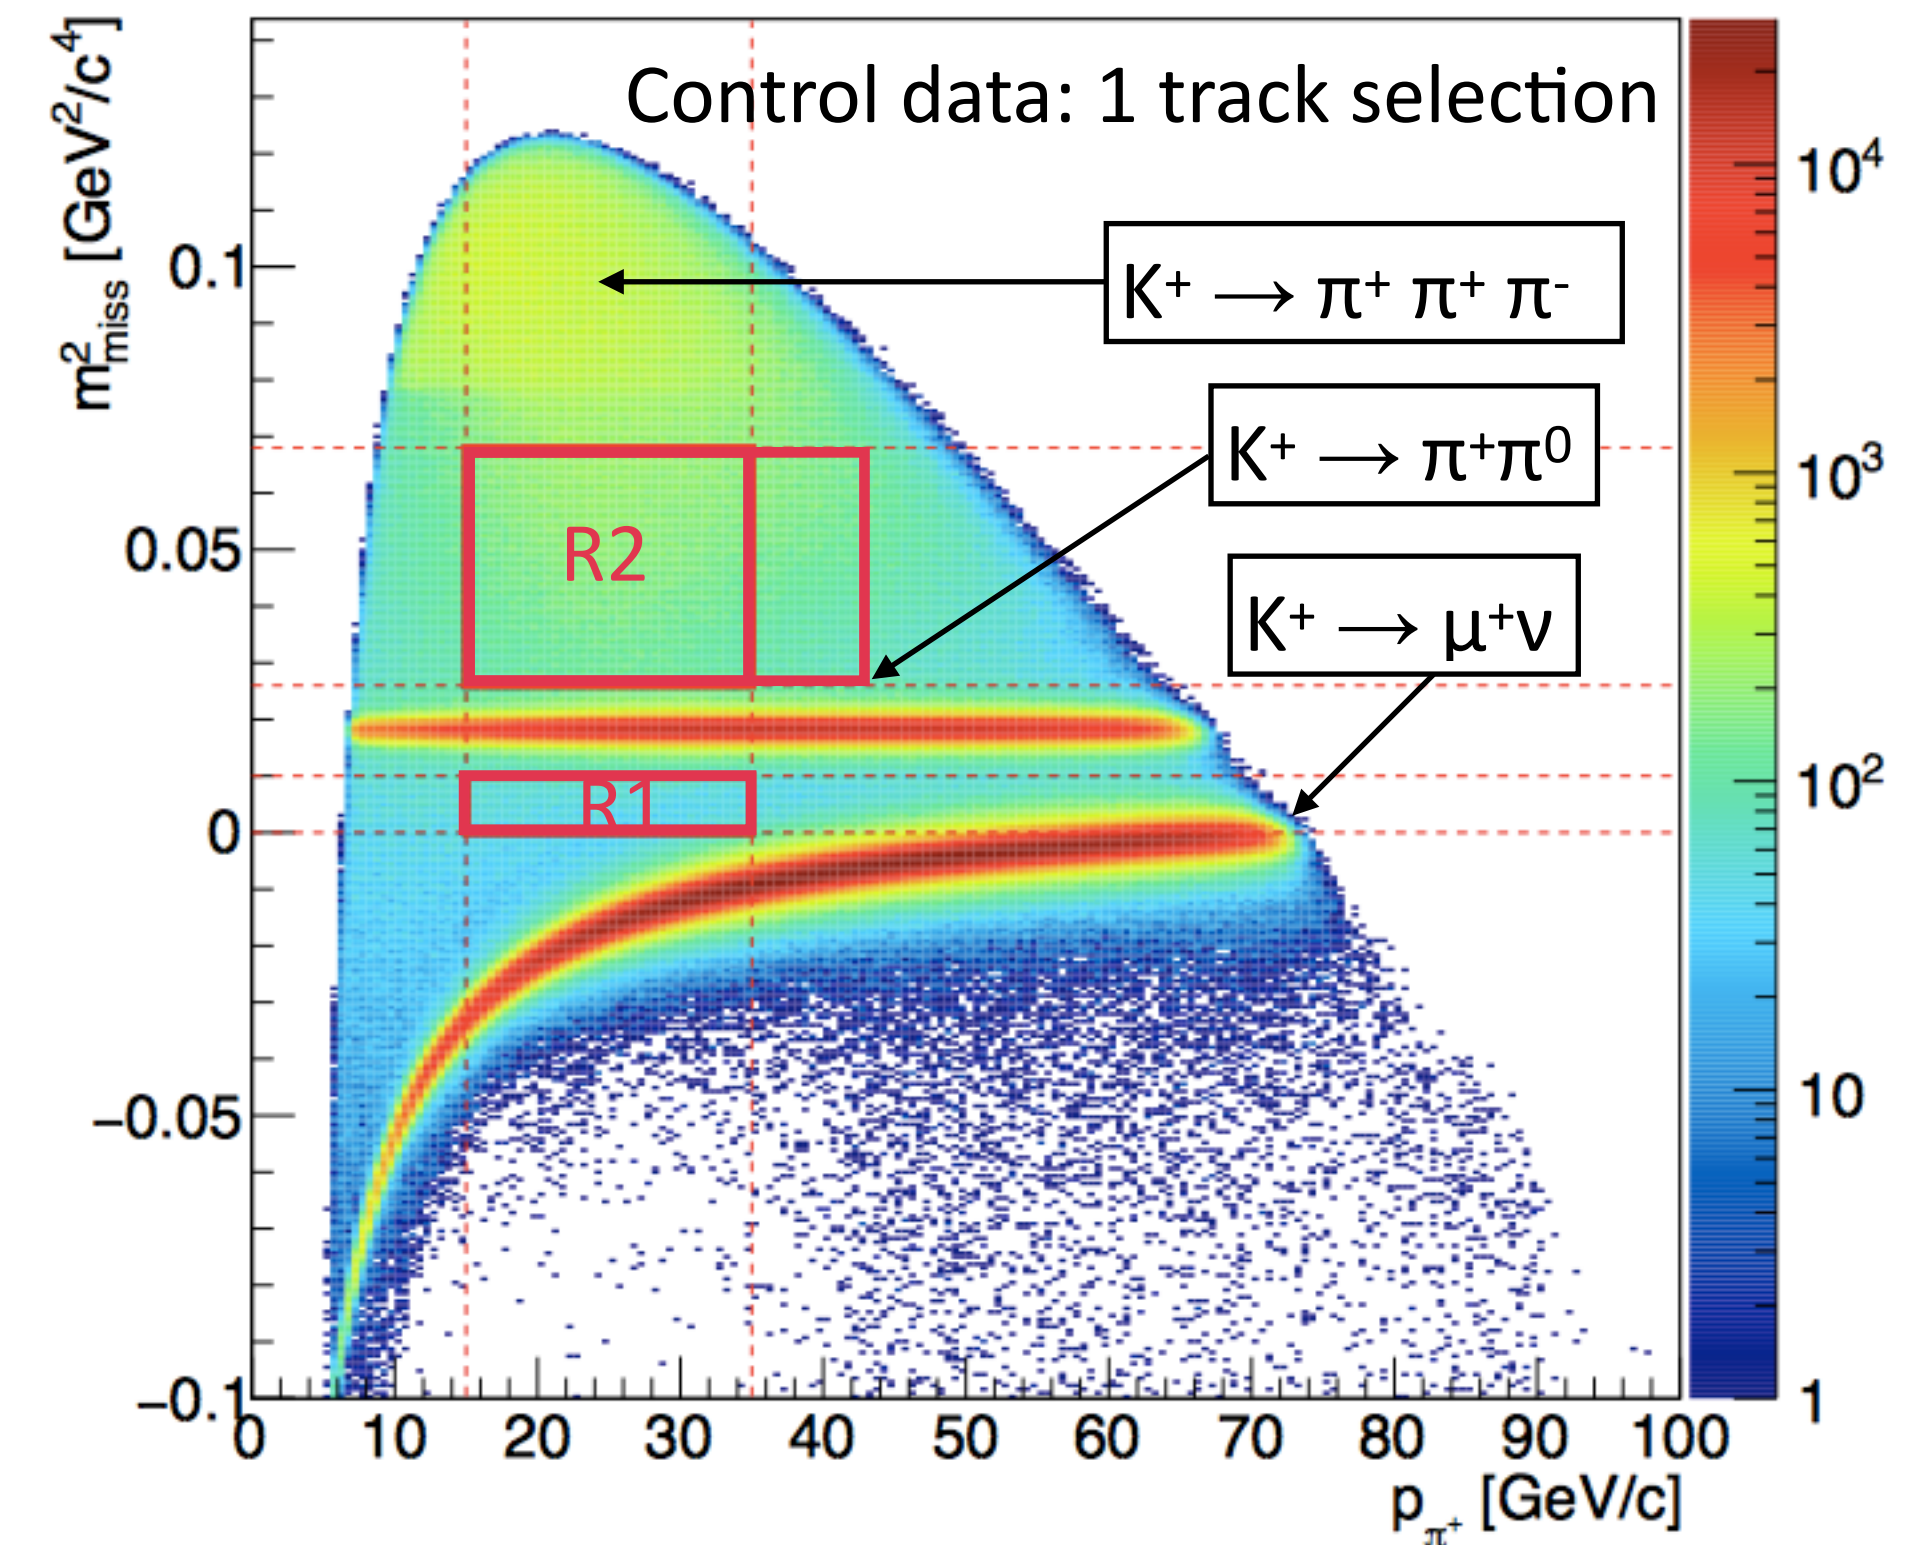 Control data: 1 track selection
K⁺ → π⁺ π⁺ π⁻
K⁺ → π⁺π⁰
K⁺ → μ⁺ν
R2
R1
m²miss [GeV²/c⁴]
0.1
0.05
0
−0.05
−0.1
0 10 20 30 40 50 60 70 80 90 100
pπ⁺ [GeV/c]
10⁴
10³
10²
10
1